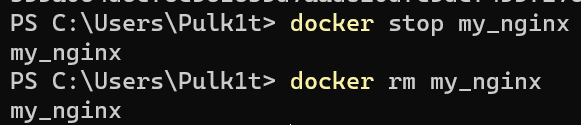 PS C:\Users\Pulk1t> docker stop my_nginx
my_nginx
PS C:\Users\Pulk1t> docker rm my_nginx
my_nginx